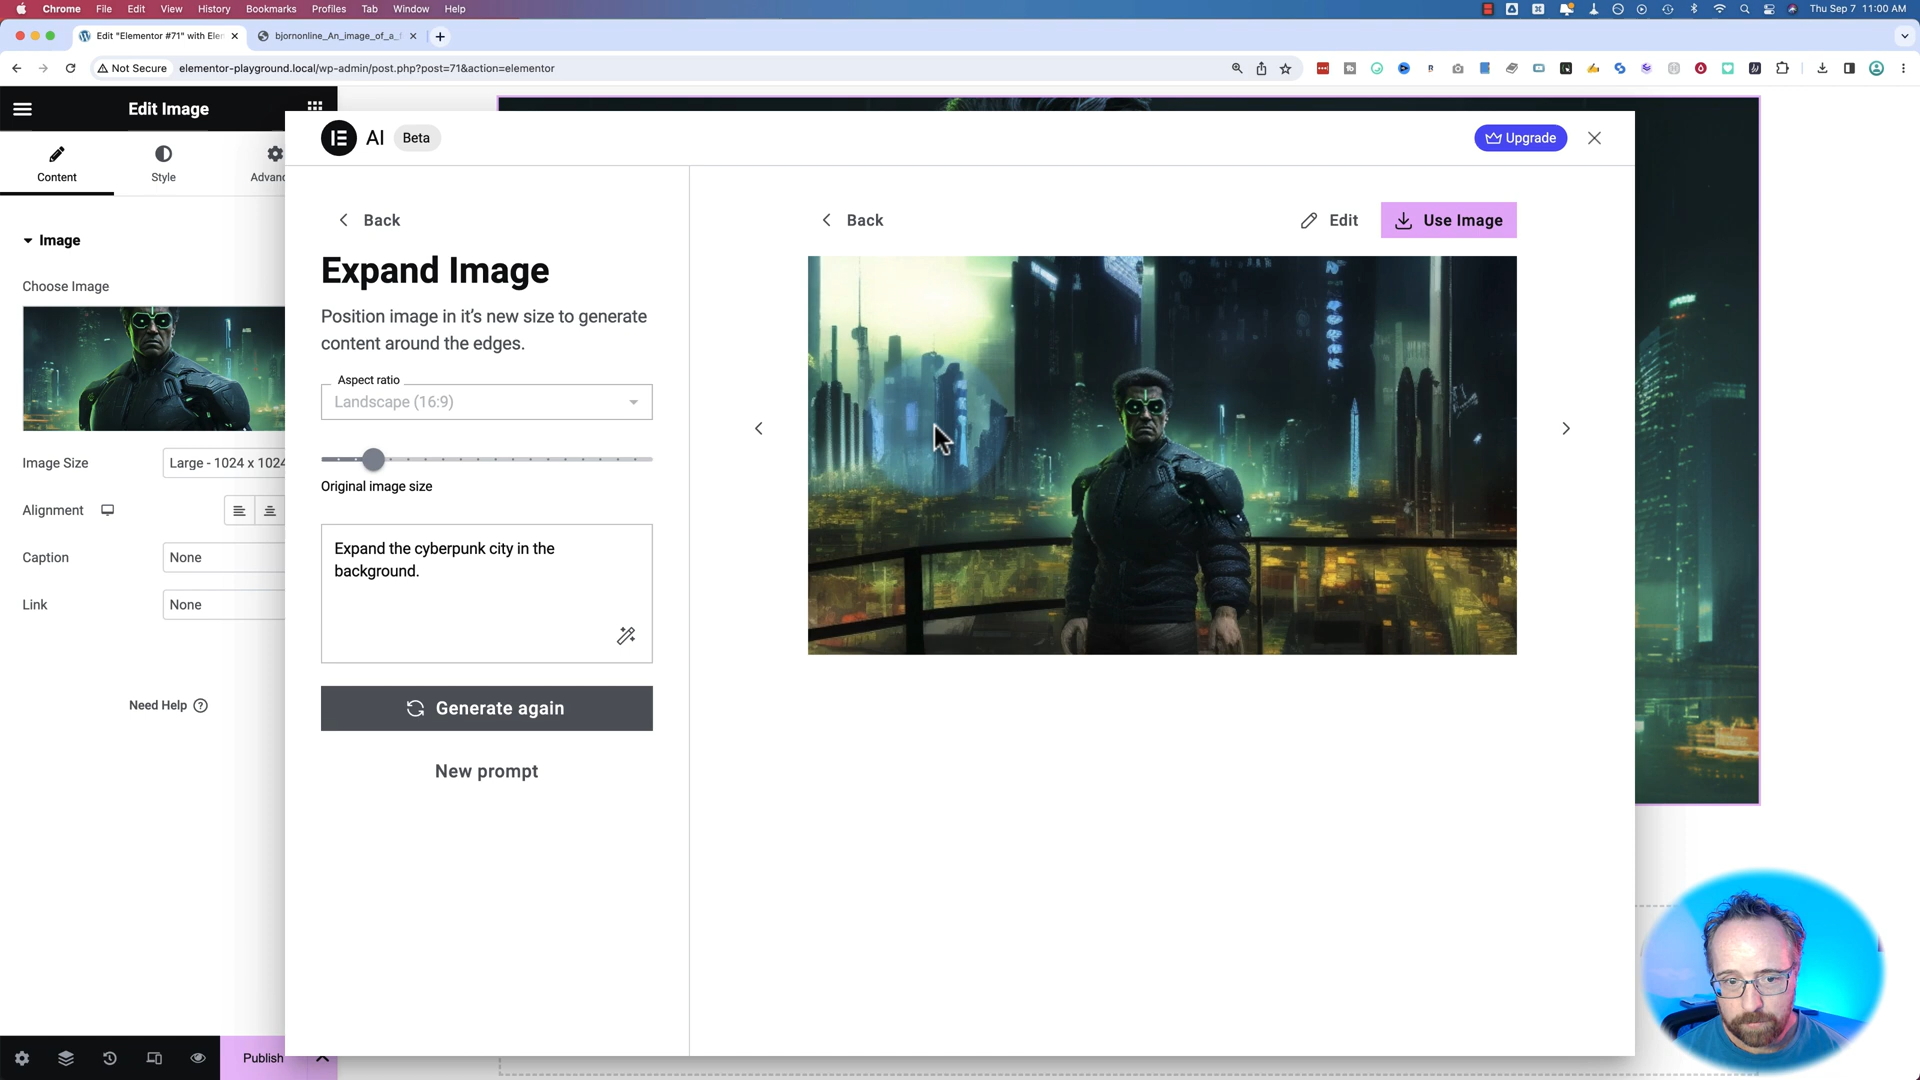 Chrome File Edit View History Bookmarks Profiles Tab Window Help
Thu Sep 7 11:00 AM
Edit "Elementor #71" with Elem
bjornonline_An_image_of_a_
Not Secure elementor-playground.local/wp-admin/post.php?post=71&action=elementor
Edit Image
Content
Style
Advanc
Image
Choose Image
Image Size
Large - 1024 x 1024
Alignment
Caption
None
Link
None
Need Help
Publish
AI Beta
Upgrade
Back
Expand Image
Position image in it's new size to generate
content around the edges.
Aspect ratio
Landscape (16:9)
Original image size
Expand the cyberpunk city in the
background.
Generate again
New prompt
Back
Edit
Use Image